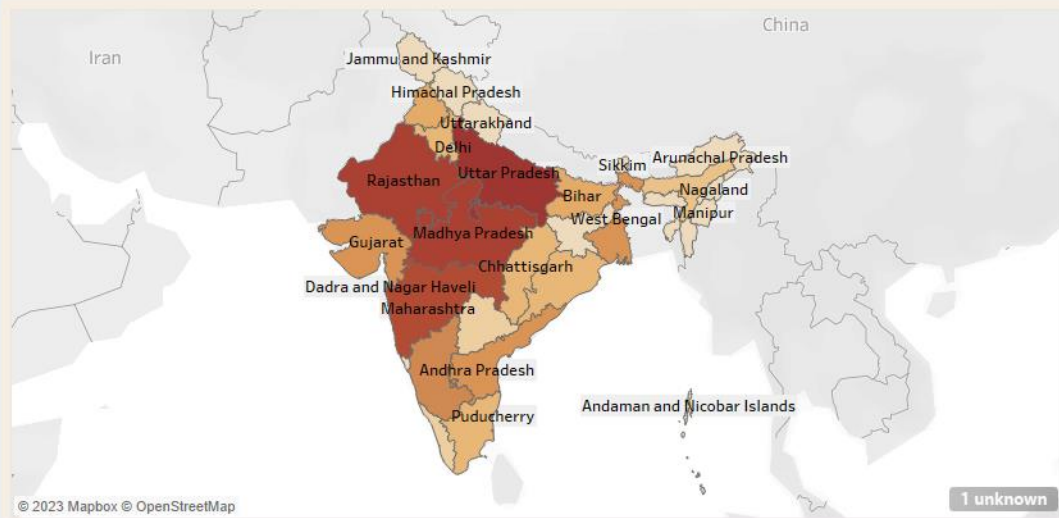 China
Iran
Jammu and Kashmir
Himachal Pradesh
Uttarakhand
Delhi
Sikkim
Arunachal Pradesh
Uttar Pradesh
Rajasthan
Bihar
Nagaland
West Bengal
Manipur
Madhya Pradesh
Gujarat
Chhattisgarh
Dadra and Nagar Haveli
Maharashtra
Andhra Pradesh
Andaman and Nicobar Islands
Puducherry
© 2023 Mapbox © OpenStreetMap
1 unknown